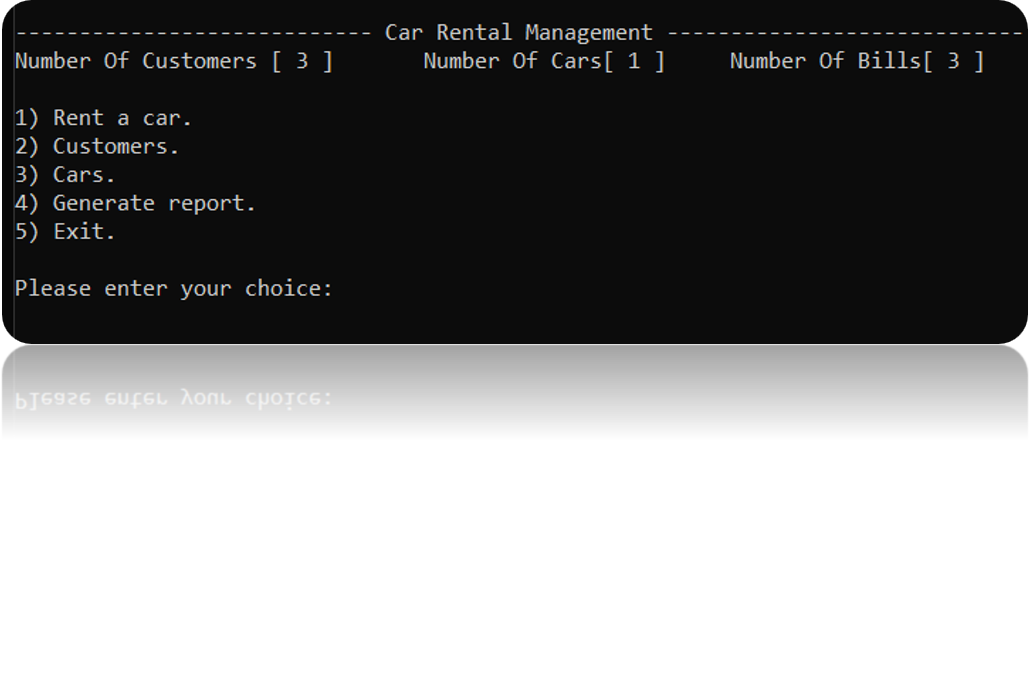 ---------------------------- Car Rental Management ----------------------------
Number Of Customers [ 3 ]       Number Of Cars[ 1 ]     Number Of Bills[ 3 ]
1) Rent a car.
2) Customers.
3) Cars.
4) Generate report.
5) Exit.
Please enter your choice: